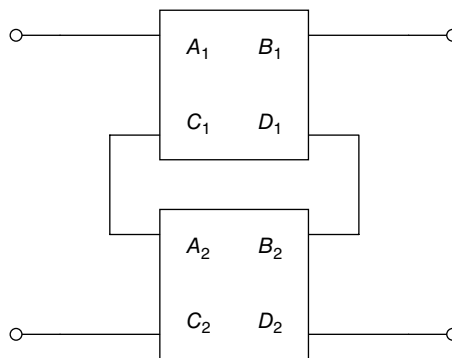 A₁ B₁
C₁ D₁
A₂ B₂
C₂ D₂